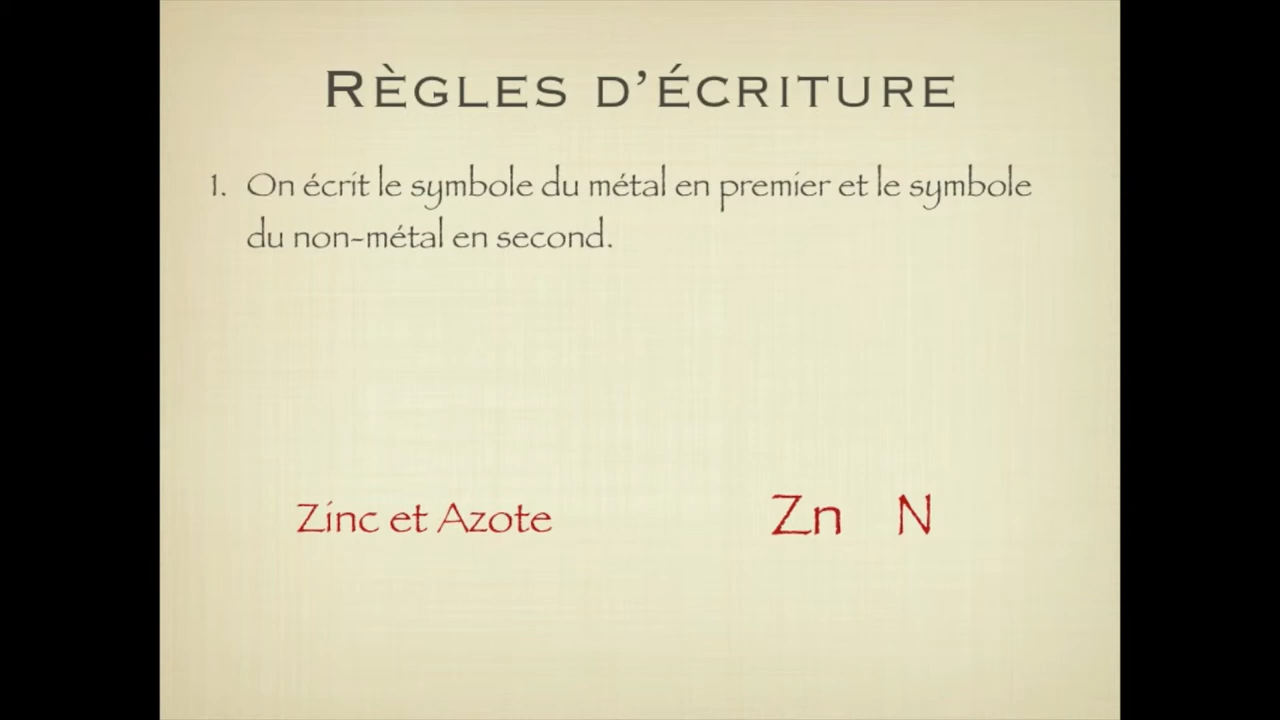 RÈGLES D'ÉCRITURE
1. On écrit le symbole du métal en premier et le symbole
du non-métal en second.
Zinc et Azote
Zn N